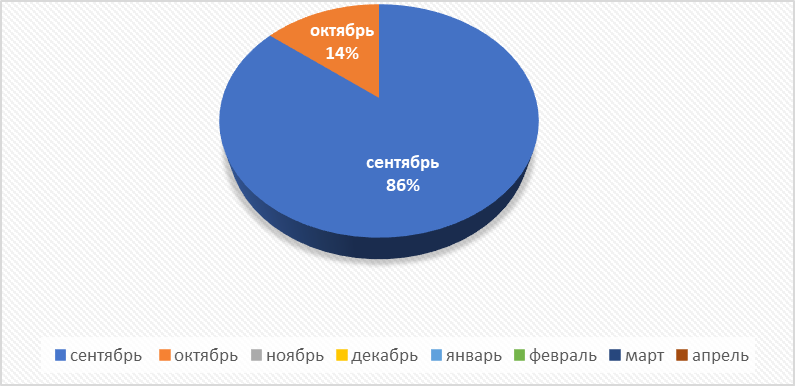 октябрь
14%
сентябрь
86%
сентябрь октябрь ноябрь декабрь январь февраль март апрель